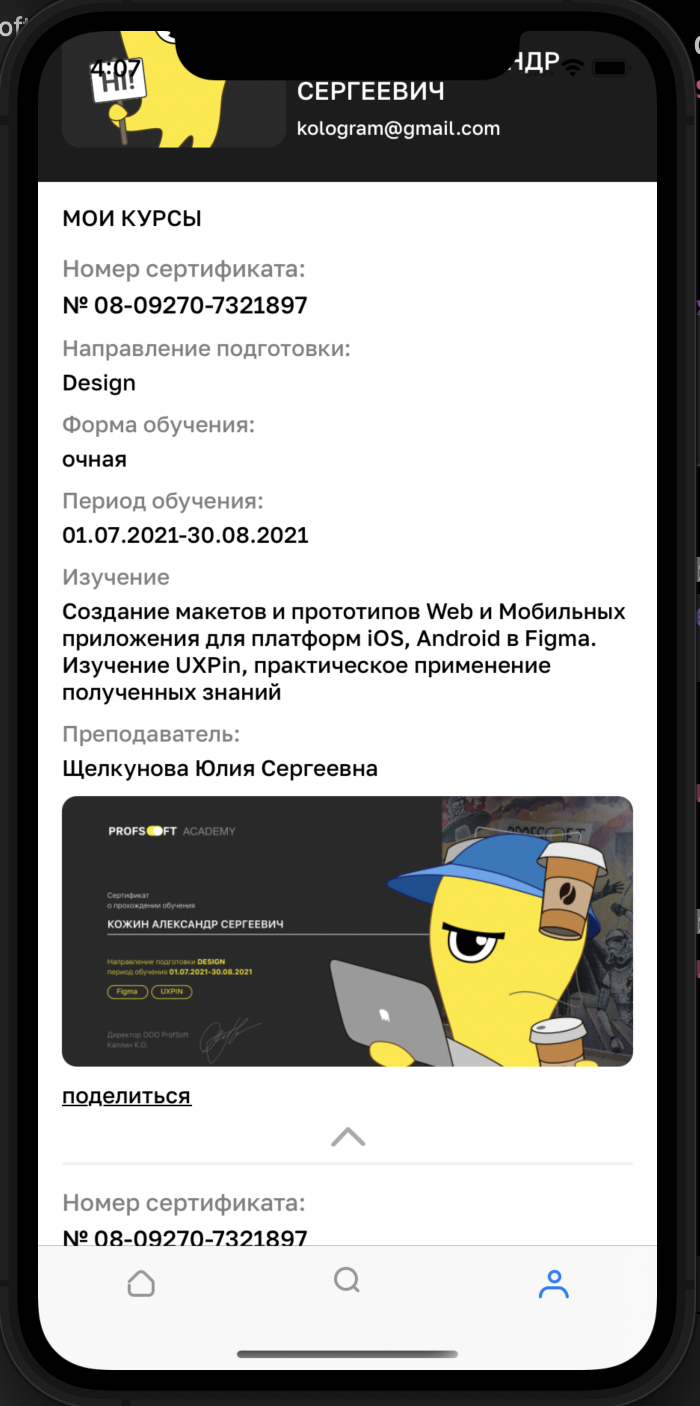 oft
4:07
HI!
НДР
СЕРГЕЕВИЧ
kologram@gmail.com
МОИ КУРСЫ
Номер сертификата:
№ 08-09270-7321897
Направление подготовки:
Design
Форма обучения:
очная
Период обучения:
01.07.2021-30.08.2021
Изучение
Создание макетов и прототипов Web и Мобильных
приложения для платформ iOS, Android в Figma.
Изучение UXPin, практическое применение
полученных знаний
Преподаватель:
Щелкунова Юлия Сергеевна
PROFSOFT ACADEMY
PROFSOFT
Сертификат
о прохождении обучения
КОЖИН АЛЕКСАНДР СЕРГЕЕВИЧ
Направление подготовки DESIGN
период обучения 01.07.2021-30.08.2021
Figma UXPIN
Директор ООО ProfSoft
Каплин К.О.
поделиться
Номер сертификата:
№ 08-09270-7321897